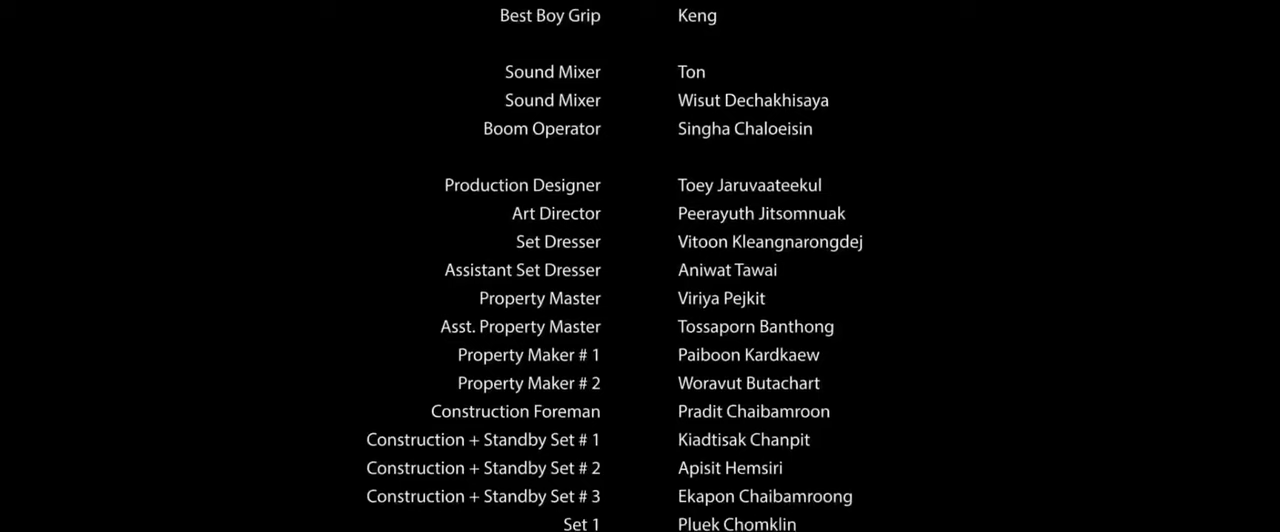 Best Boy Grip Keng
Sound Mixer Ton
Sound Mixer Wisut Dechakhisaya
Boom Operator Singha Chaloeisin
Production Designer Toey Jaruvaateekul
Art Director Peerayuth Jitsomnuak
Set Dresser Vitoon Kleangnarongdej
Assistant Set Dresser Aniwat Tawai
Property Master Viriya Pejkit
Asst. Property Master Tossaporn Banthong
Property Maker # 1 Paiboon Kardkaew
Property Maker # 2 Woravut Butachart
Construction Foreman Pradit Chaibamroon
Construction + Standby Set # 1 Kiadtisak Chanpit
Construction + Standby Set # 2 Apisit Hemsiri
Construction + Standby Set # 3 Ekapon Chaibamroong
Set 1 Pluek Chomklin